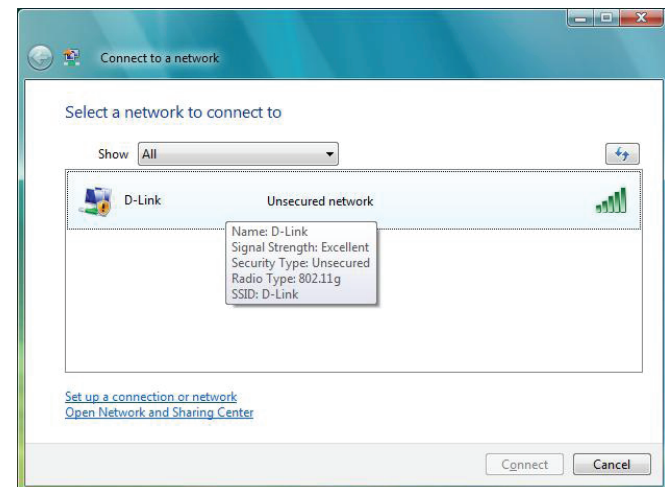 Connect to a network
Select a network to connect to
Show All
D-Link Unsecured network
Name: D-Link
Signal Strength: Excellent
Security Type: Unsecured
Radio Type: 802.11g
SSID: D-Link
Set up a connection or network
Open Network and Sharing Center
Connect Cancel